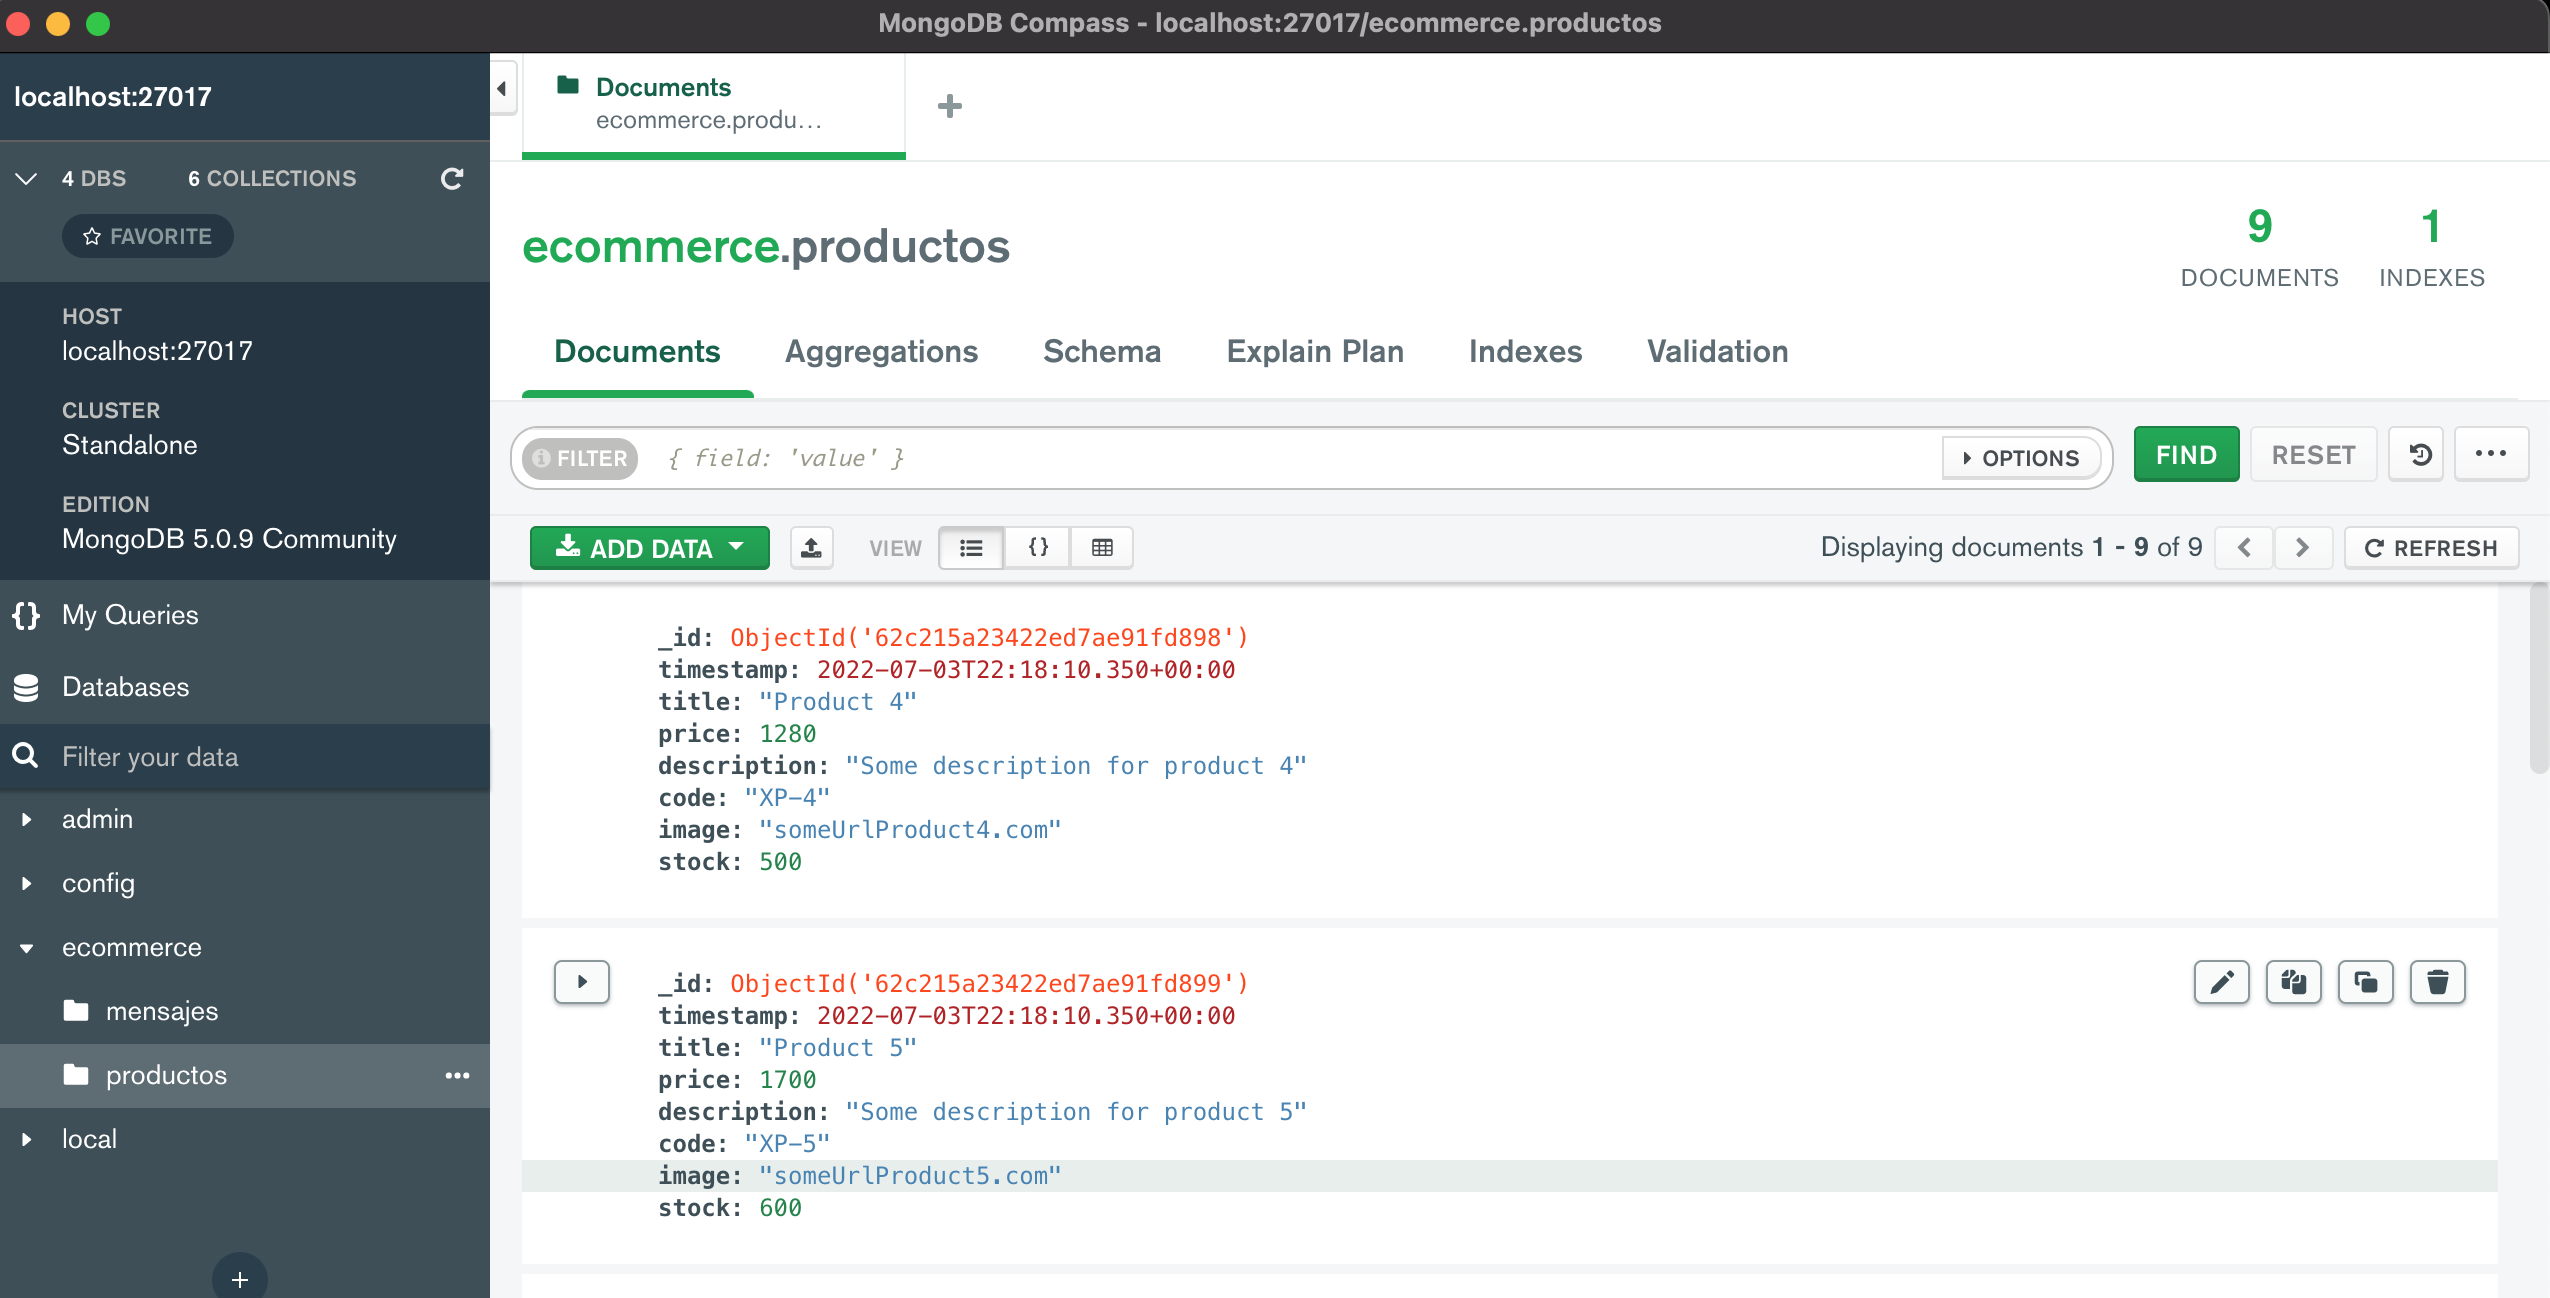 MongoDB Compass - localhost:27017/ecommerce.productos
localhost:27017
4 DBS 6 COLLECTIONS
FAVORITE
HOST
localhost:27017
CLUSTER
Standalone
EDITION
MongoDB 5.0.9 Community
{} My Queries
Databases
Filter your data
admin
config
ecommerce
mensajes
productos •••
local
+
Documents
ecommerce.produ...
+
ecommerce.productos
9
DOCUMENTS
1
INDEXES
Documents Aggregations Schema Explain Plan Indexes Validation
FILTER { field: 'value' } OPTIONS FIND RESET •••
ADD DATA VIEW {} Displaying documents 1 - 9 of 9 < > REFRESH
_id: ObjectId('62c215a23422ed7ae91fd898')
timestamp: 2022-07-03T22:18:10.350+00:00
title: "Product 4"
price: 1280
description: "Some description for product 4"
code: "XP-4"
image: "someUrlProduct4.com"
stock: 500
_id: ObjectId('62c215a23422ed7ae91fd899')
timestamp: 2022-07-03T22:18:10.350+00:00
title: "Product 5"
price: 1700
description: "Some description for product 5"
code: "XP-5"
image: "someUrlProduct5.com"
stock: 600